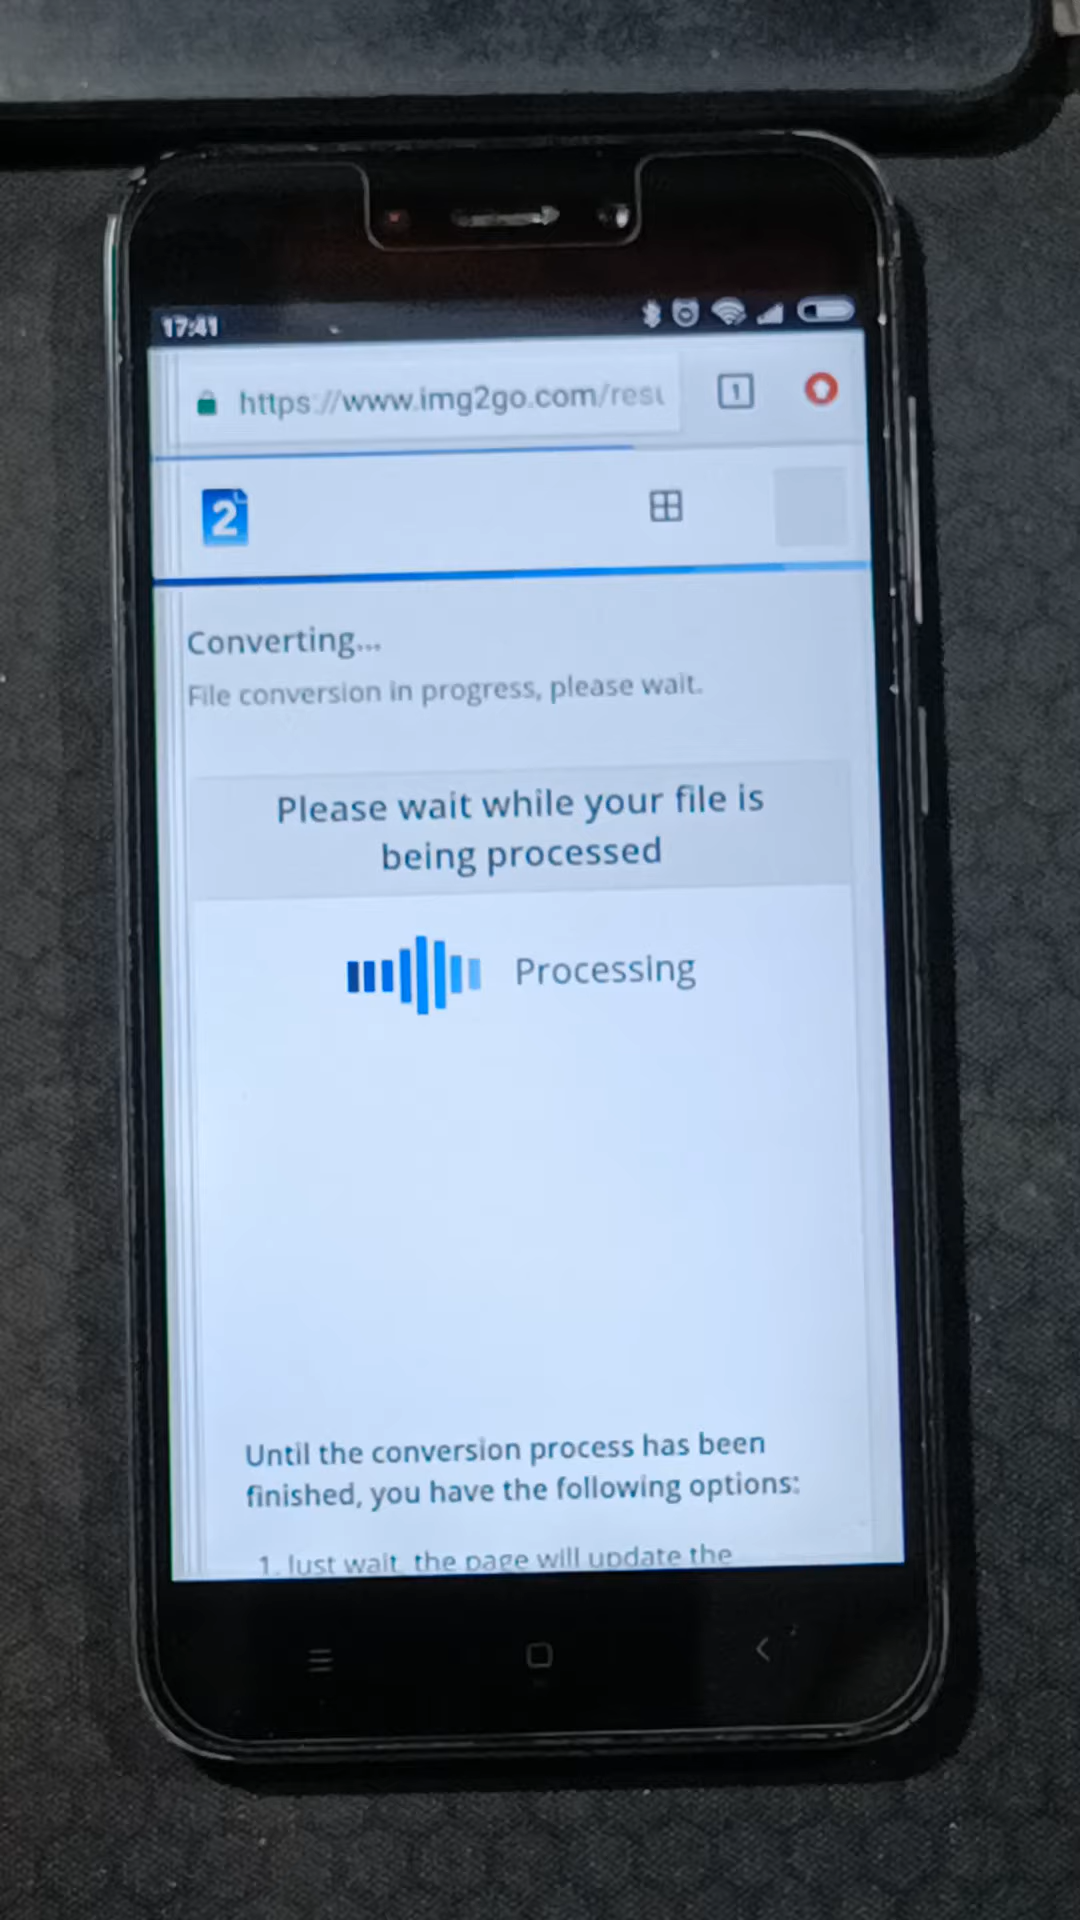 17:41
https://www.img2go.com/resu
1
2
Converting...
File conversion in progress, please wait.
Please wait while your file is
being processed
Processing
Until the conversion process has been
finished, you have the following options:
1. Just wait, the page will update the